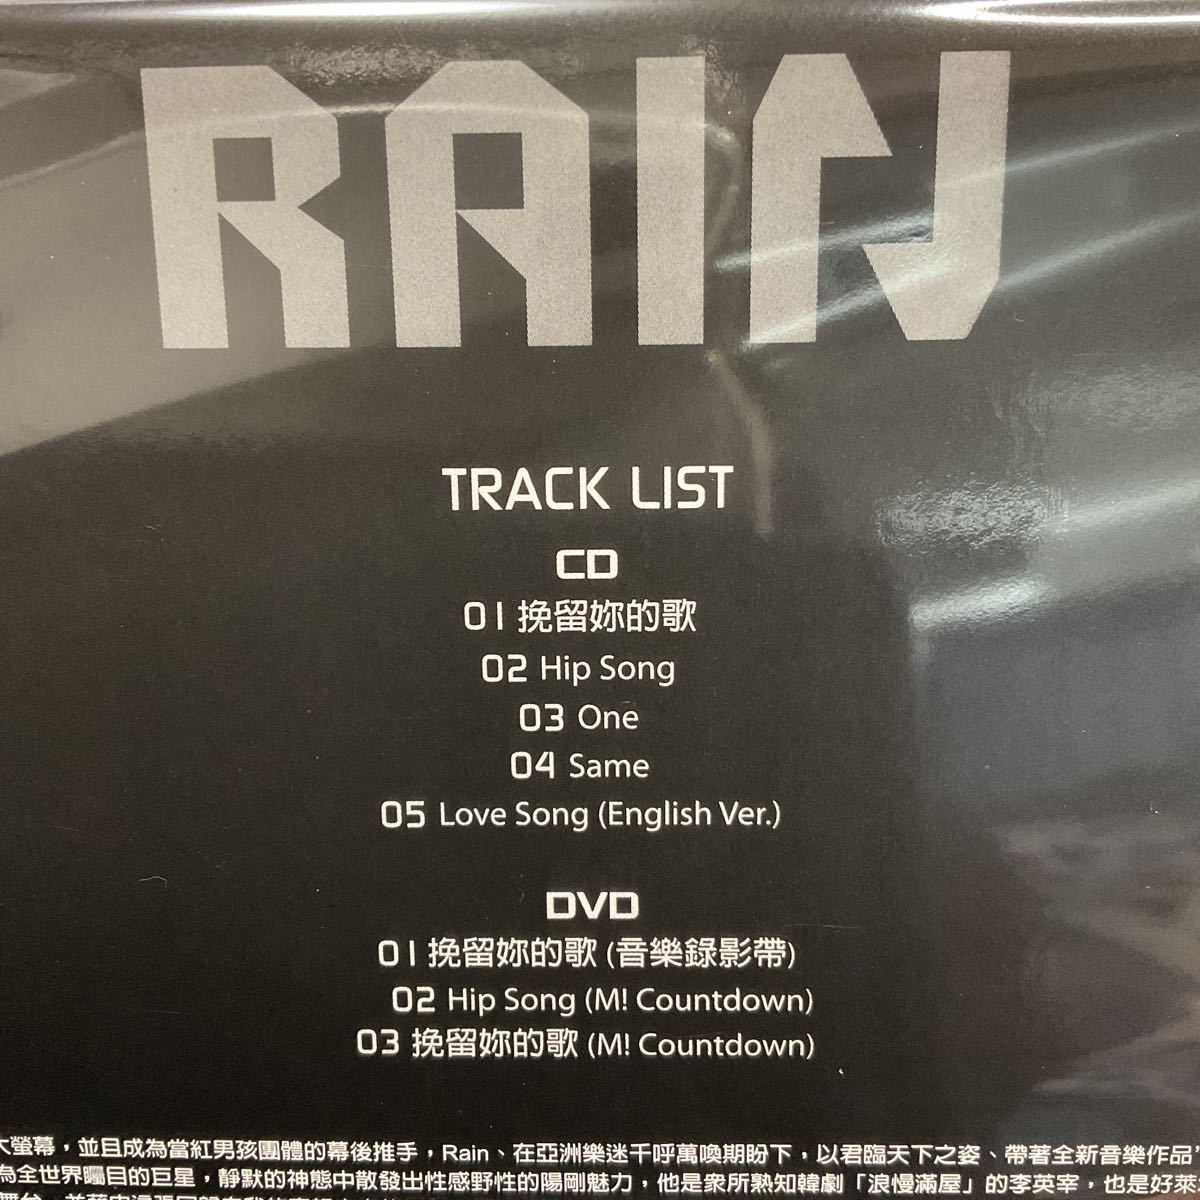 RAIN
TRACK LIST
CD
01 挽留妳的歌
02 Hip Song
03 One
04 Same
05 Love Song (English Ver.)
DVD
01 挽留妳的歌 (音樂錄影帶)
02 Hip Song (M! Countdown)
03 挽留妳的歌 (M! Countdown)
大螢幕，並且成為當紅男孩團體的幕後推手，Rain、在亞洲樂迷千呼萬喚期盼下，以君臨天下之姿、帶著全新音樂作品
為全世界矚目的巨星，靜默的神態中散發出性感野性的陽剛魅力，他是眾所熟知韓劇「浪慢滿屋」的李英宰，也是好萊